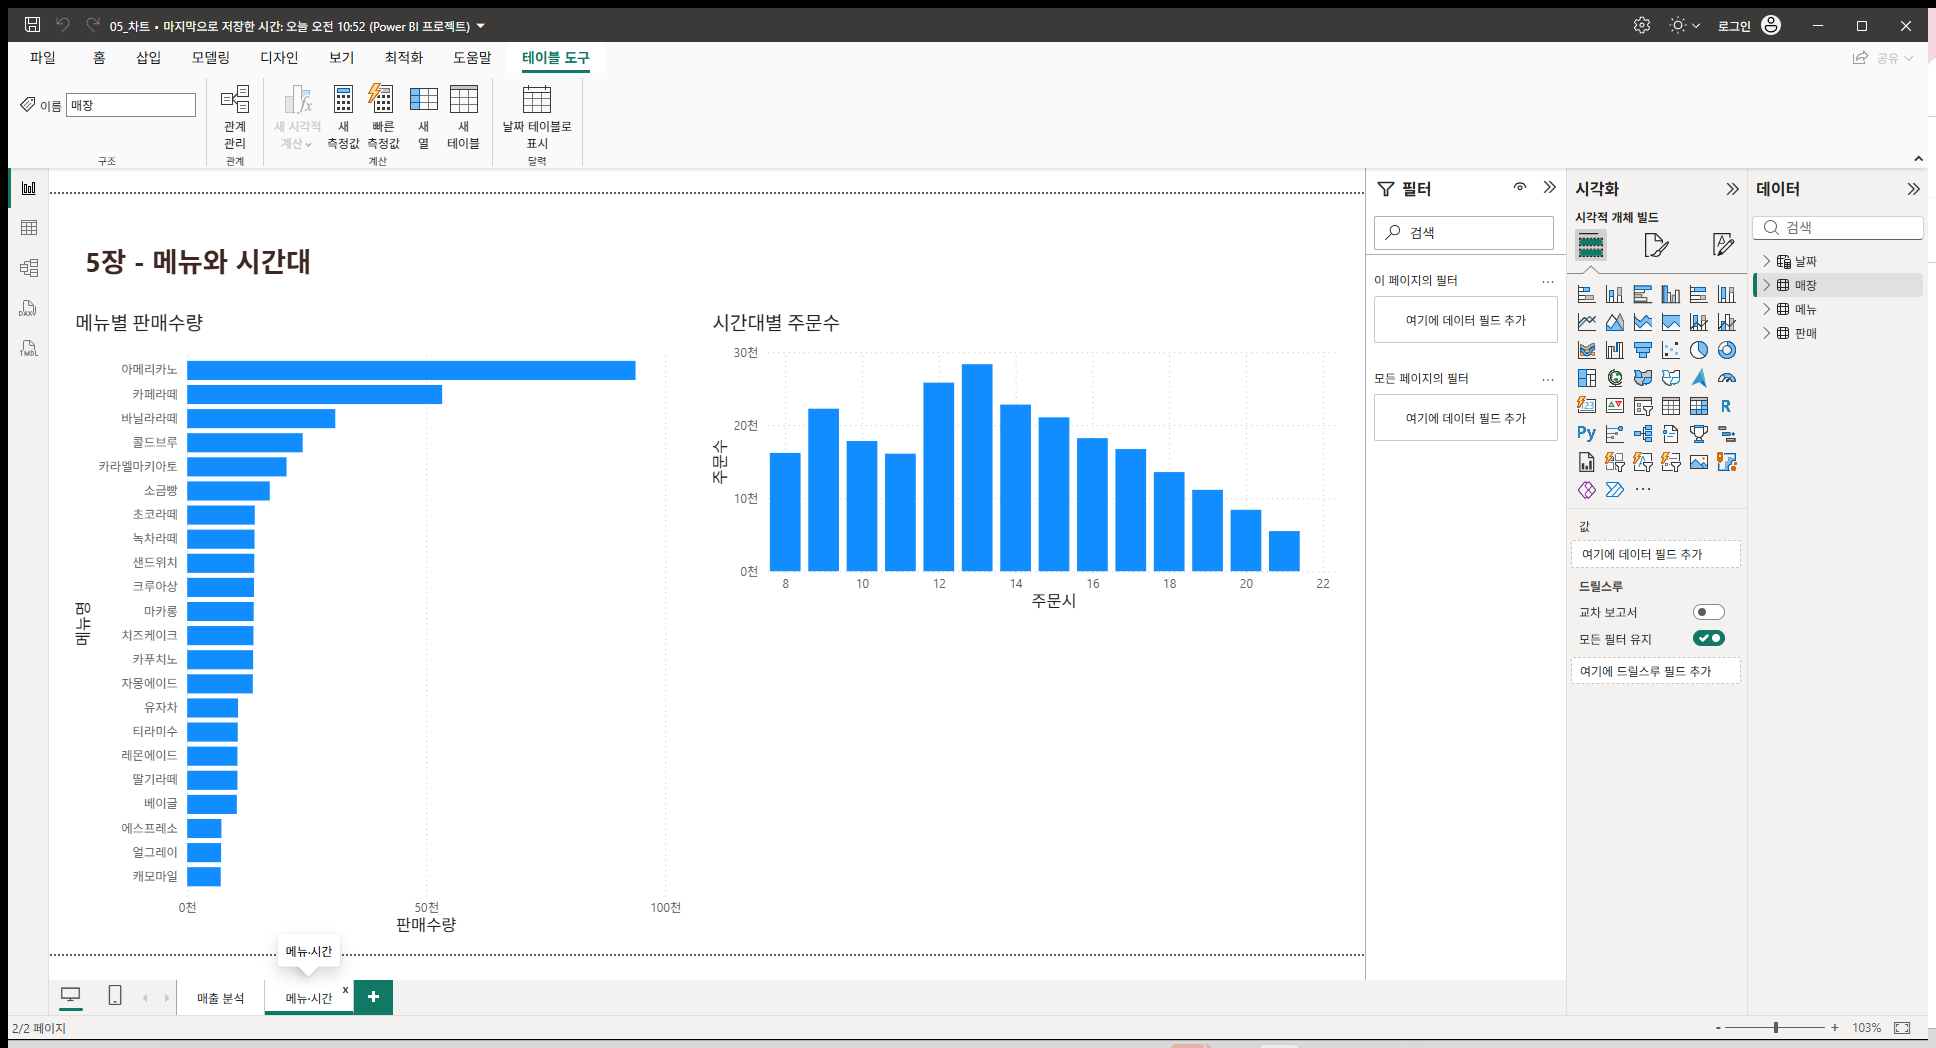 05_차트 • 마지막으로 저장한 시간: 오늘 오전 10:52 (Power BI 프로젝트)
로그인
파일 홈 삽입 모델링 디자인 보기 최적화 도움말 테이블 도구
공유
이름 매장
구조
관계
관리
관계
새 시각적
계산
새
측정값
빠른
측정값
새
열
새
테이블
계산
날짜 테이블로
표시
달력
DAX
TMDL
5장 - 메뉴와 시간대
메뉴별 판매수량
메뉴명
아메리카노
카페라떼
바닐라라떼
콜드브루
카라멜마키아토
소금빵
초코라떼
녹차라떼
샌드위치
크루아상
마카롱
치즈케이크
카푸치노
자몽에이드
유자차
티라미수
레몬에이드
딸기라떼
베이글
에스프레소
얼그레이
캐모마일
0천 50천 100천
판매수량
시간대별 주문수
주문수
30천
20천
10천
0천
8 10 12 14 16 18 20 22
주문시
필터
검색
이 페이지의 필터
여기에 데이터 필드 추가
모든 페이지의 필터
여기에 데이터 필드 추가
시각화
시각적 개체 빌드
123
R
Py
값
여기에 데이터 필드 추가
드릴스루
교차 보고서
모든 필터 유지
여기에 드릴스루 필드 추가
데이터
검색
날짜
매장
메뉴
판매
메뉴·시간
매출 분석
메뉴·시간 x
+
2/2 페이지
- + 103%